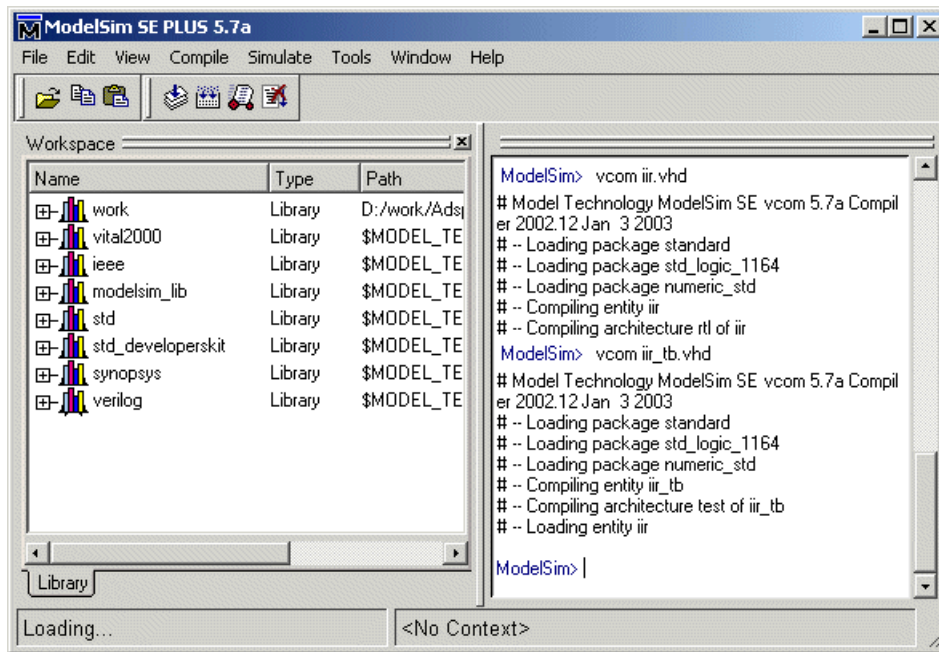 ModelSim SE PLUS 5.7a
File Edit View Compile Simulate Tools Window Help
Workspace
Name Type Path
work Library D:/work/Ads
vital2000 Library $MODEL_TE
ieee Library $MODEL_TE
modelsim_lib Library $MODEL_TE
std Library $MODEL_TE
std_developerskit Library $MODEL_TE
synopsys Library $MODEL_TE
verilog Library $MODEL_TE
Library
ModelSim> vcom iir.vhd
# Model Technology ModelSim SE vcom 5.7a Compil
er 2002.12 Jan 3 2003
# -- Loading package standard
# -- Loading package std_logic_1164
# -- Loading package numeric_std
# -- Compiling entity iir
# -- Compiling architecture rtl of iir
ModelSim> vcom iir_tb.vhd
# Model Technology ModelSim SE vcom 5.7a Compil
er 2002.12 Jan 3 2003
# -- Loading package standard
# -- Loading package std_logic_1164
# -- Loading package numeric_std
# -- Compiling entity iir_tb
# -- Compiling architecture test of iir_tb
# -- Loading entity iir
ModelSim>
Loading... <No Context>